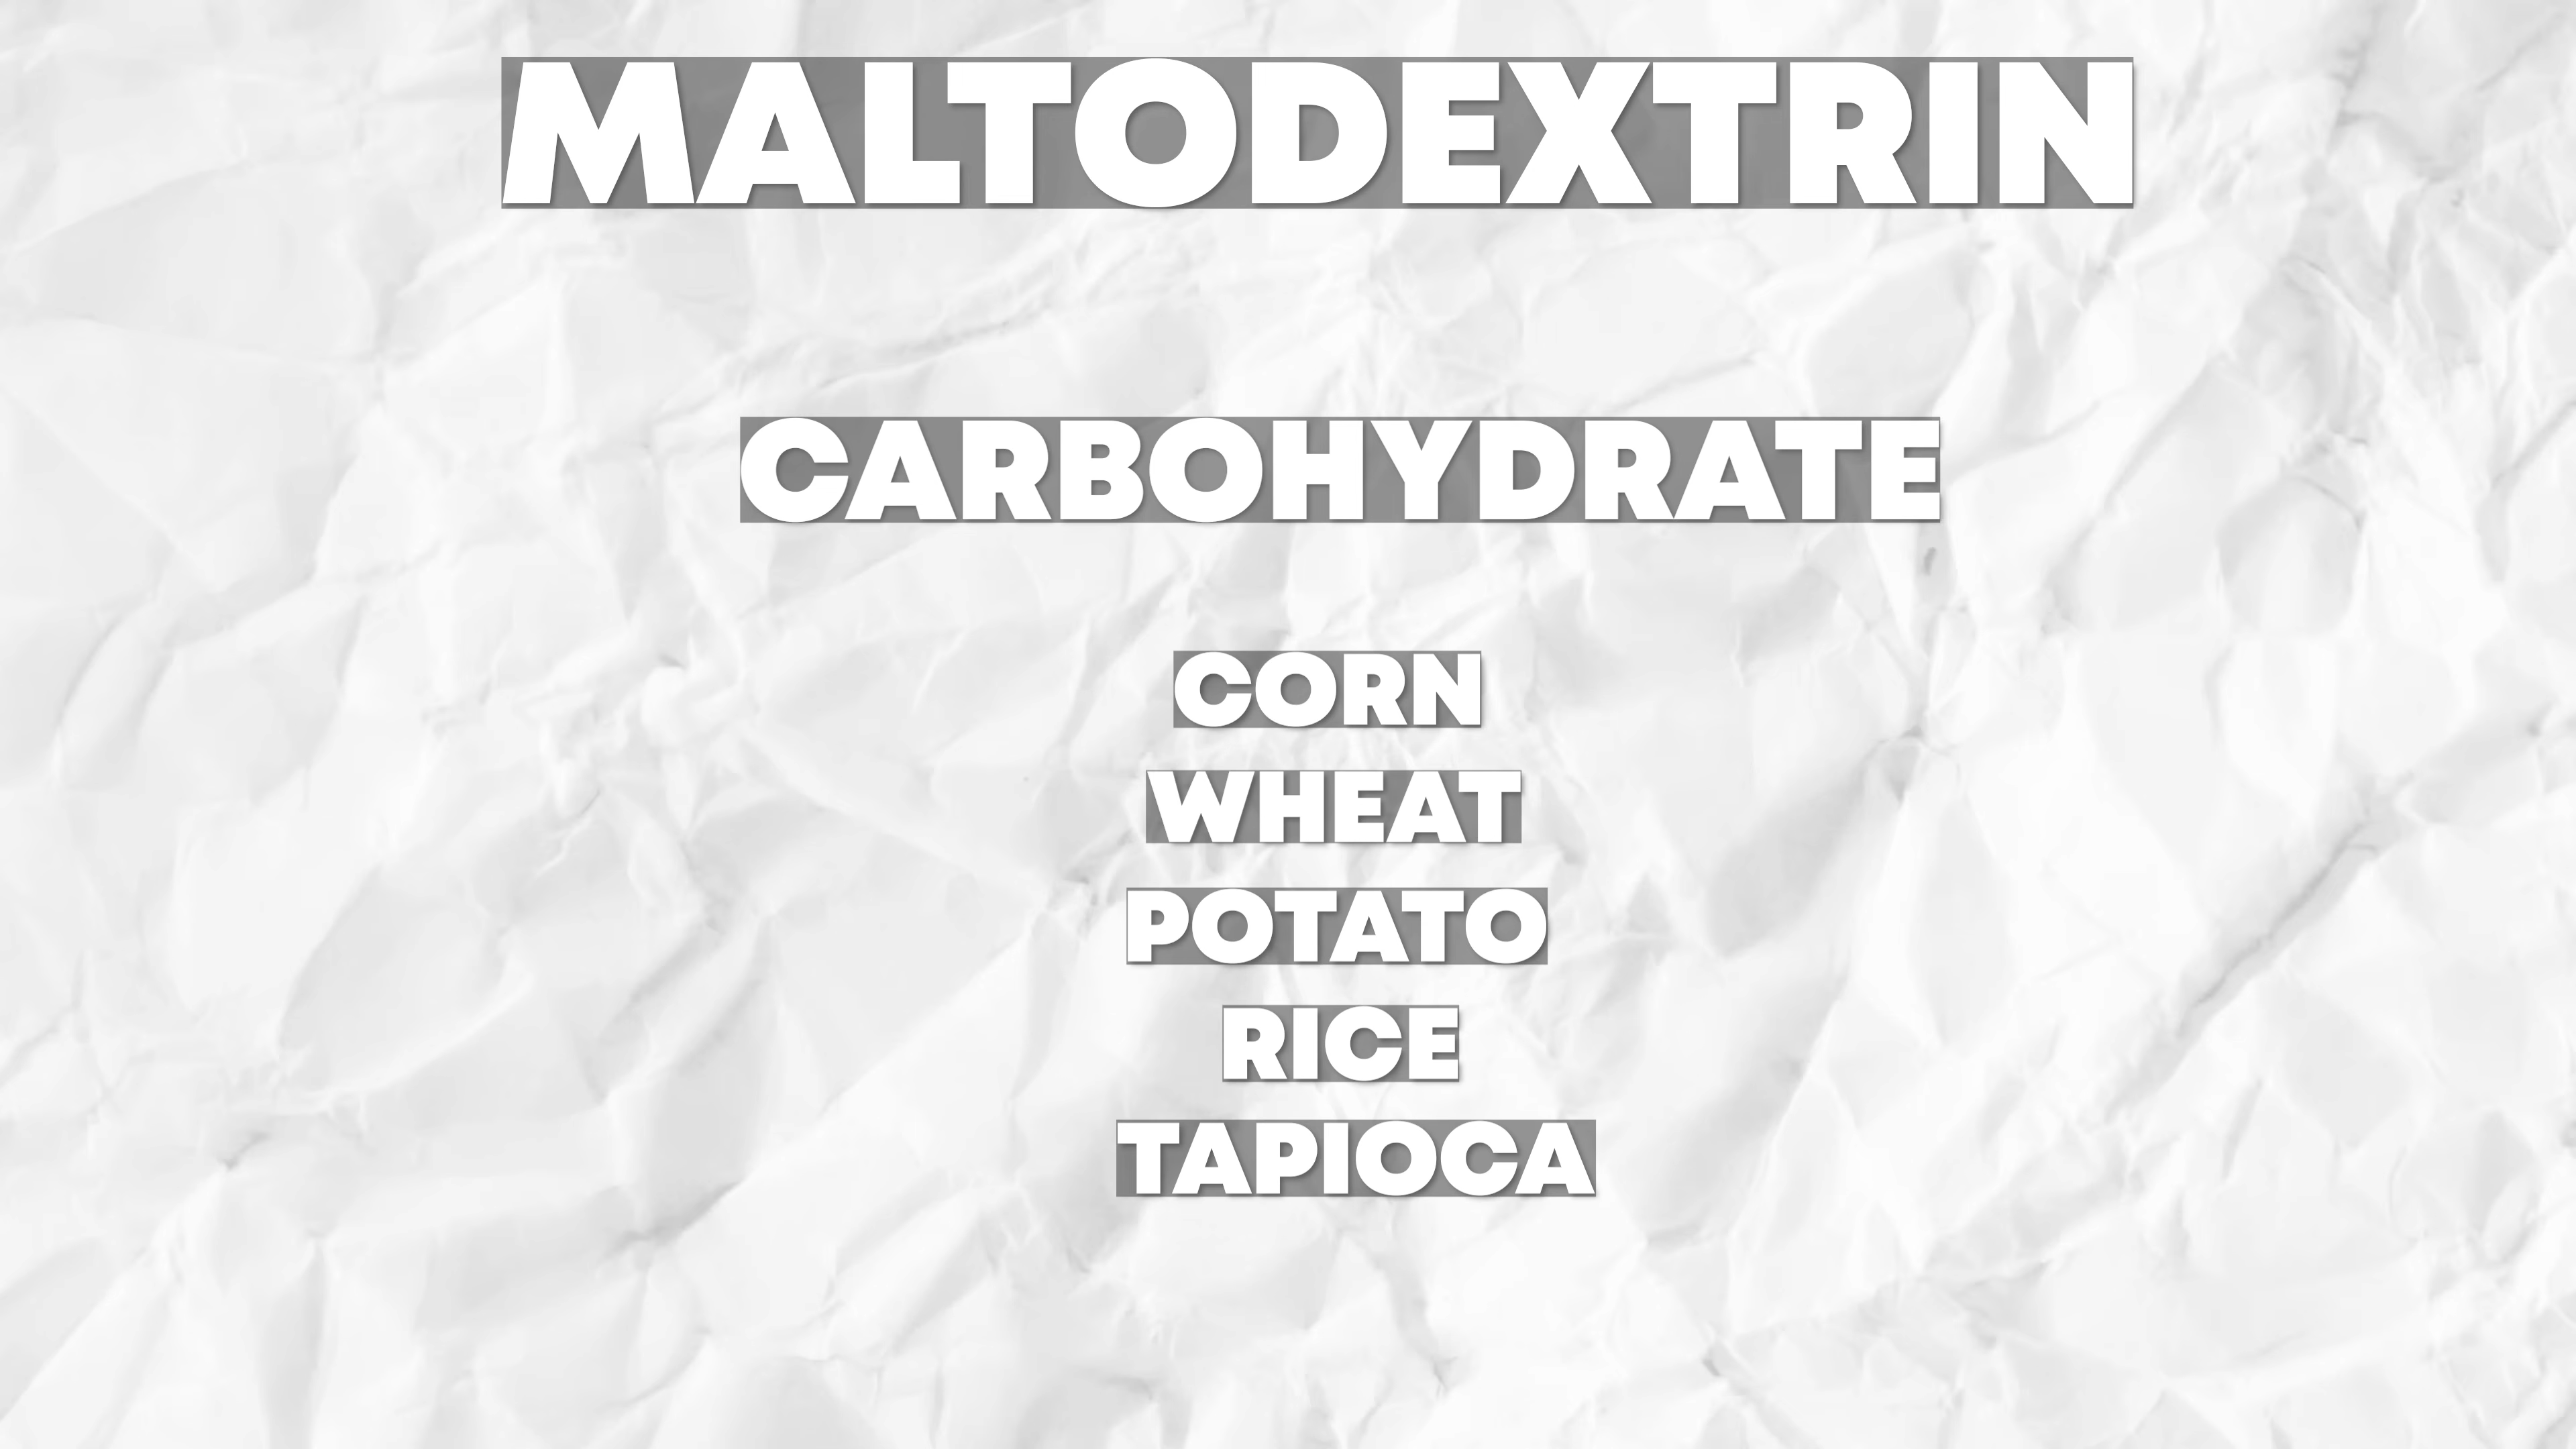 MALTODEXTRIN
CARBOHYDRATE
CORN
WHEAT
POTATO
RICE
TAPIOCA